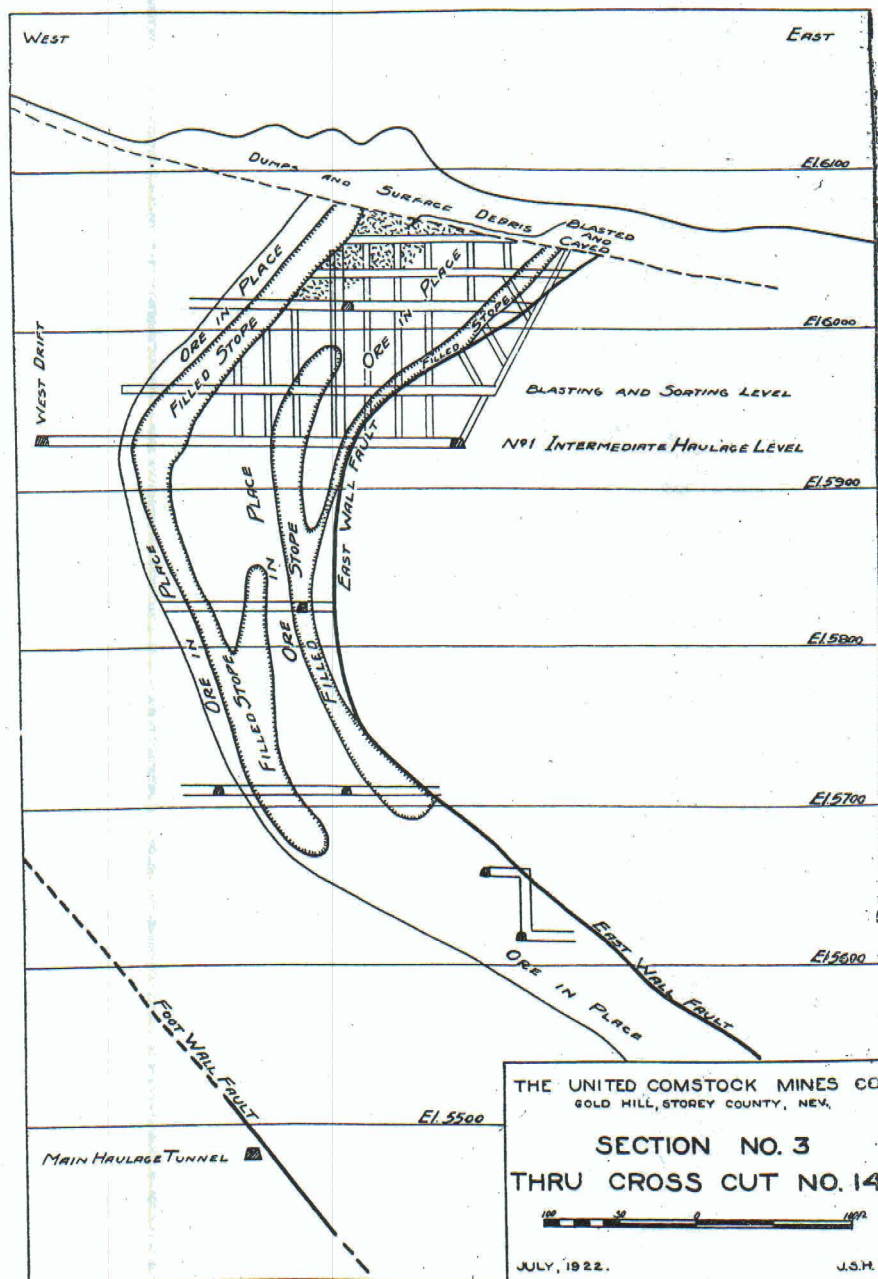 WEST
EAST
El.6100
DUMPS AND SURFACE DEBRIS
BLASTED
AND
CAVED
ORE IN PLACE
FILLED STOPE
ORE IN PLACE
FILLED STOPE
El.6000
WEST DRIFT
BLASTING AND SORTING LEVEL
Nº1 INTERMEDIATE HAULAGE LEVEL
El.5900
EAST WALL FAULT
ORE IN PLACE
ORE IN PLACE
FILLED STOPE
FILLED STOPE
El.5800
El.5700
EAST WALL FAULT
El.5600
ORE IN PLACE
FOOT WALL FAULT
El.5500
MAIN HAULAGE TUNNEL
THE UNITED COMSTOCK MINES CO
GOLD HILL, STOREY COUNTY, NEV.
SECTION NO. 3
THRU CROSS CUT NO. 14
100 50 0 100ft
JULY, 1922. J.S.H.